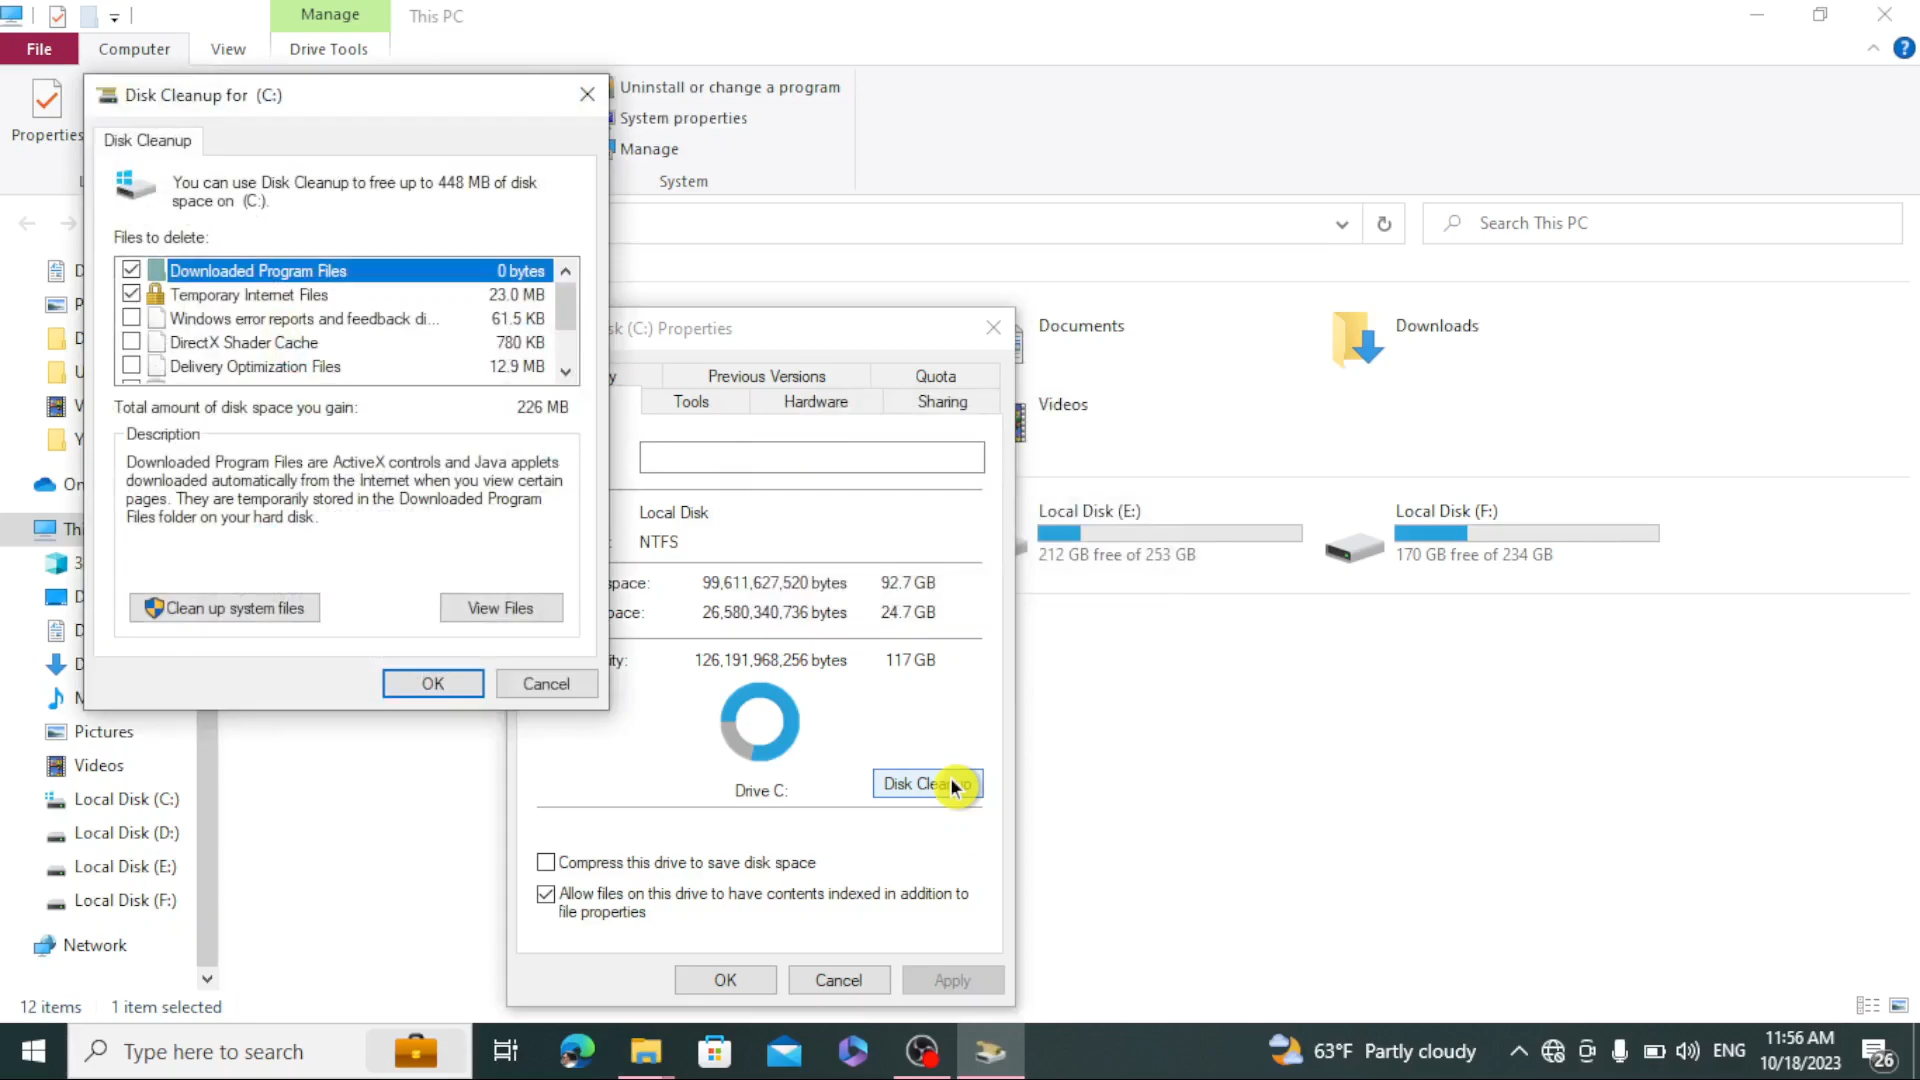 Manage
This PC
File
Computer
View
Drive Tools
Properties
Uninstall or change a program
System properties
Manage
System
Search This PC
Disk Cleanup for (C:)
Disk Cleanup
You can use Disk Cleanup to free up to 448 MB of disk
space on (C:).
Files to delete:
Downloaded Program Files 0 bytes
Temporary Internet Files 23.0 MB
Windows error reports and feedback di... 61.5 KB
DirectX Shader Cache 780 KB
Delivery Optimization Files 12.9 MB
Total amount of disk space you gain: 226 MB
Description
Downloaded Program Files are ActiveX controls and Java applets
downloaded automatically from the Internet when you view certain
pages. They are temporarily stored in the Downloaded Program
Files folder on your hard disk.
Clean up system files
View Files
OK
Cancel
sk (C:) Properties
Previous Versions
Quota
Tools
Hardware
Sharing
Local Disk
NTFS
space: 99,611,627,520 bytes 92.7 GB
pace: 26,580,340,736 bytes 24.7 GB
ity: 126,191,968,256 bytes 117 GB
Drive C:
Disk Cleanup
Compress this drive to save disk space
Allow files on this drive to have contents indexed in addition to
file properties
OK
Cancel
Apply
Documents
Downloads
Videos
Local Disk (E:)
212 GB free of 253 GB
Local Disk (F:)
170 GB free of 234 GB
Pictures
Videos
Local Disk (C:)
Local Disk (D:)
Local Disk (E:)
Local Disk (F:)
Network
12 items
1 item selected
Type here to search
63°F Partly cloudy
ENG
11:56 AM
10/18/2023
26